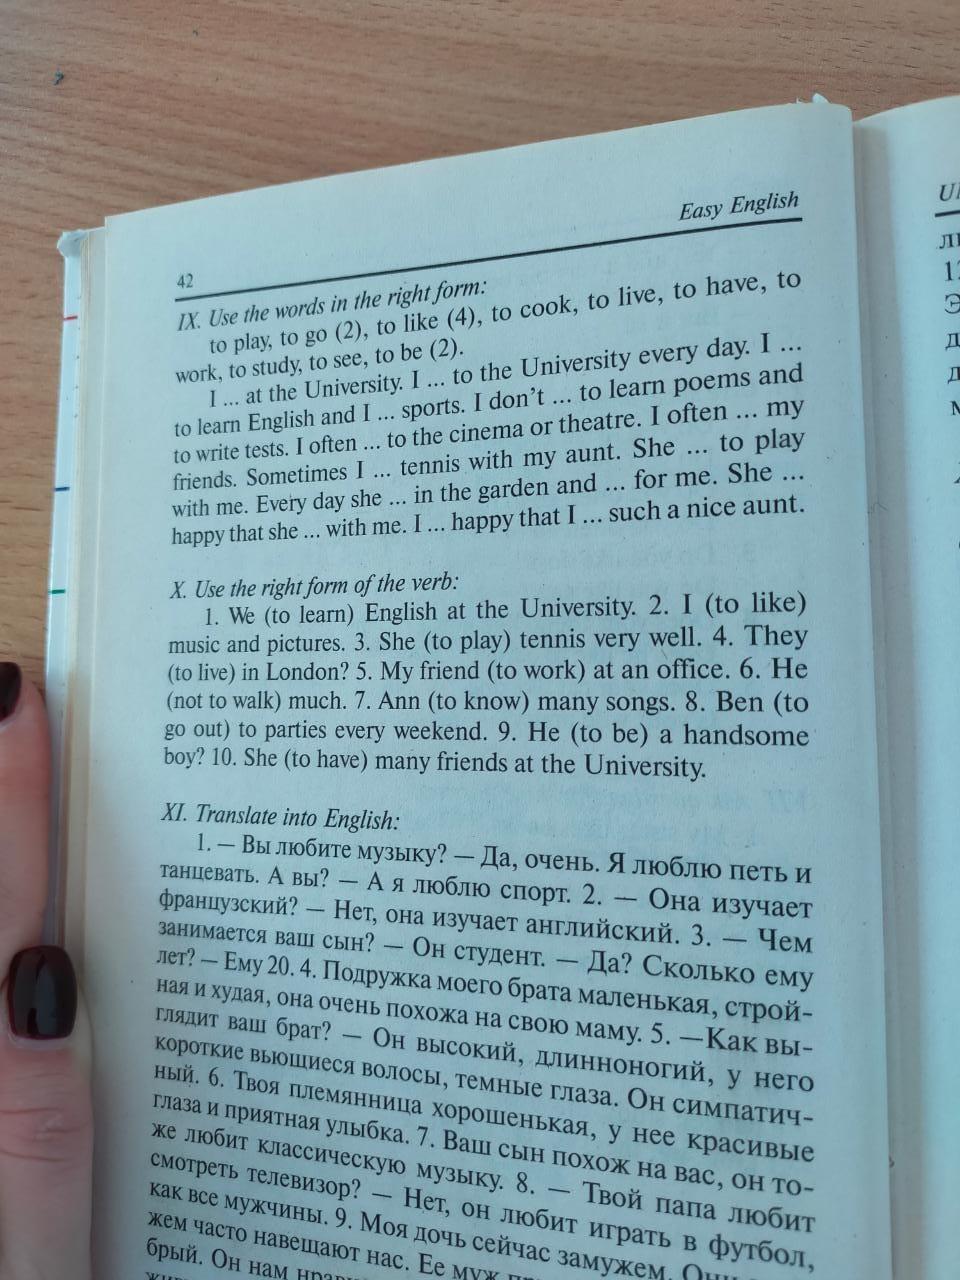 42
Easy English
IX. Use the words in the right form:
to play, to go (2), to like (4), to cook, to live, to have, to
work, to study, to see, to be (2).
I ... at the University. I ... to the University every day. I ...
to learn English and I ... sports. I don't ... to learn poems and
to write tests. I often ... to the cinema or theatre. I often ... my
friends. Sometimes I ... tennis with my aunt. She ... to play
with me. Every day she ... in the garden and ... for me. She ...
happy that she ... with me. I ... happy that I ... such a nice aunt.
X. Use the right form of the verb:
1. We (to learn) English at the University. 2. I (to like)
music and pictures. 3. She (to play) tennis very well. 4. They
(to live) in London? 5. My friend (to work) at an office. 6. He
(not to walk) much. 7. Ann (to know) many songs. 8. Ben (to
go out) to parties every weekend. 9. He (to be) a handsome
boy? 10. She (to have) many friends at the University.
XI. Translate into English:
1. — Вы любите музыку? — Да, очень. Я люблю петь и
танцевать. А вы? — А я люблю спорт. 2. — Она изучает
французский? — Нет, она изучает английский. 3. — Чем
занимается ваш сын? — Он студент. — Да? Сколько ему
лет? — Ему 20. 4. Подружка моего брата маленькая, строй-
ная и худая, она очень похожа на свою маму. 5. —Как вы-
глядит ваш брат? — Он высокий, длинноногий, у него
короткие вьющиеся волосы, темные глаза. Он симпатич-
ный. 6. Твоя племянница хорошенькая, у нее красивые
глаза и приятная улыбка. 7. Ваш сын похож на вас, он то-
же любит классическую музыку. 8. — Твой папа любит
смотреть телевизор? — Нет, он любит играть в футбол,
как все мужчины. 9. Моя дочь сейчас замужем. Они
жем часто навещают нас. Ее муж
брый. Он нам